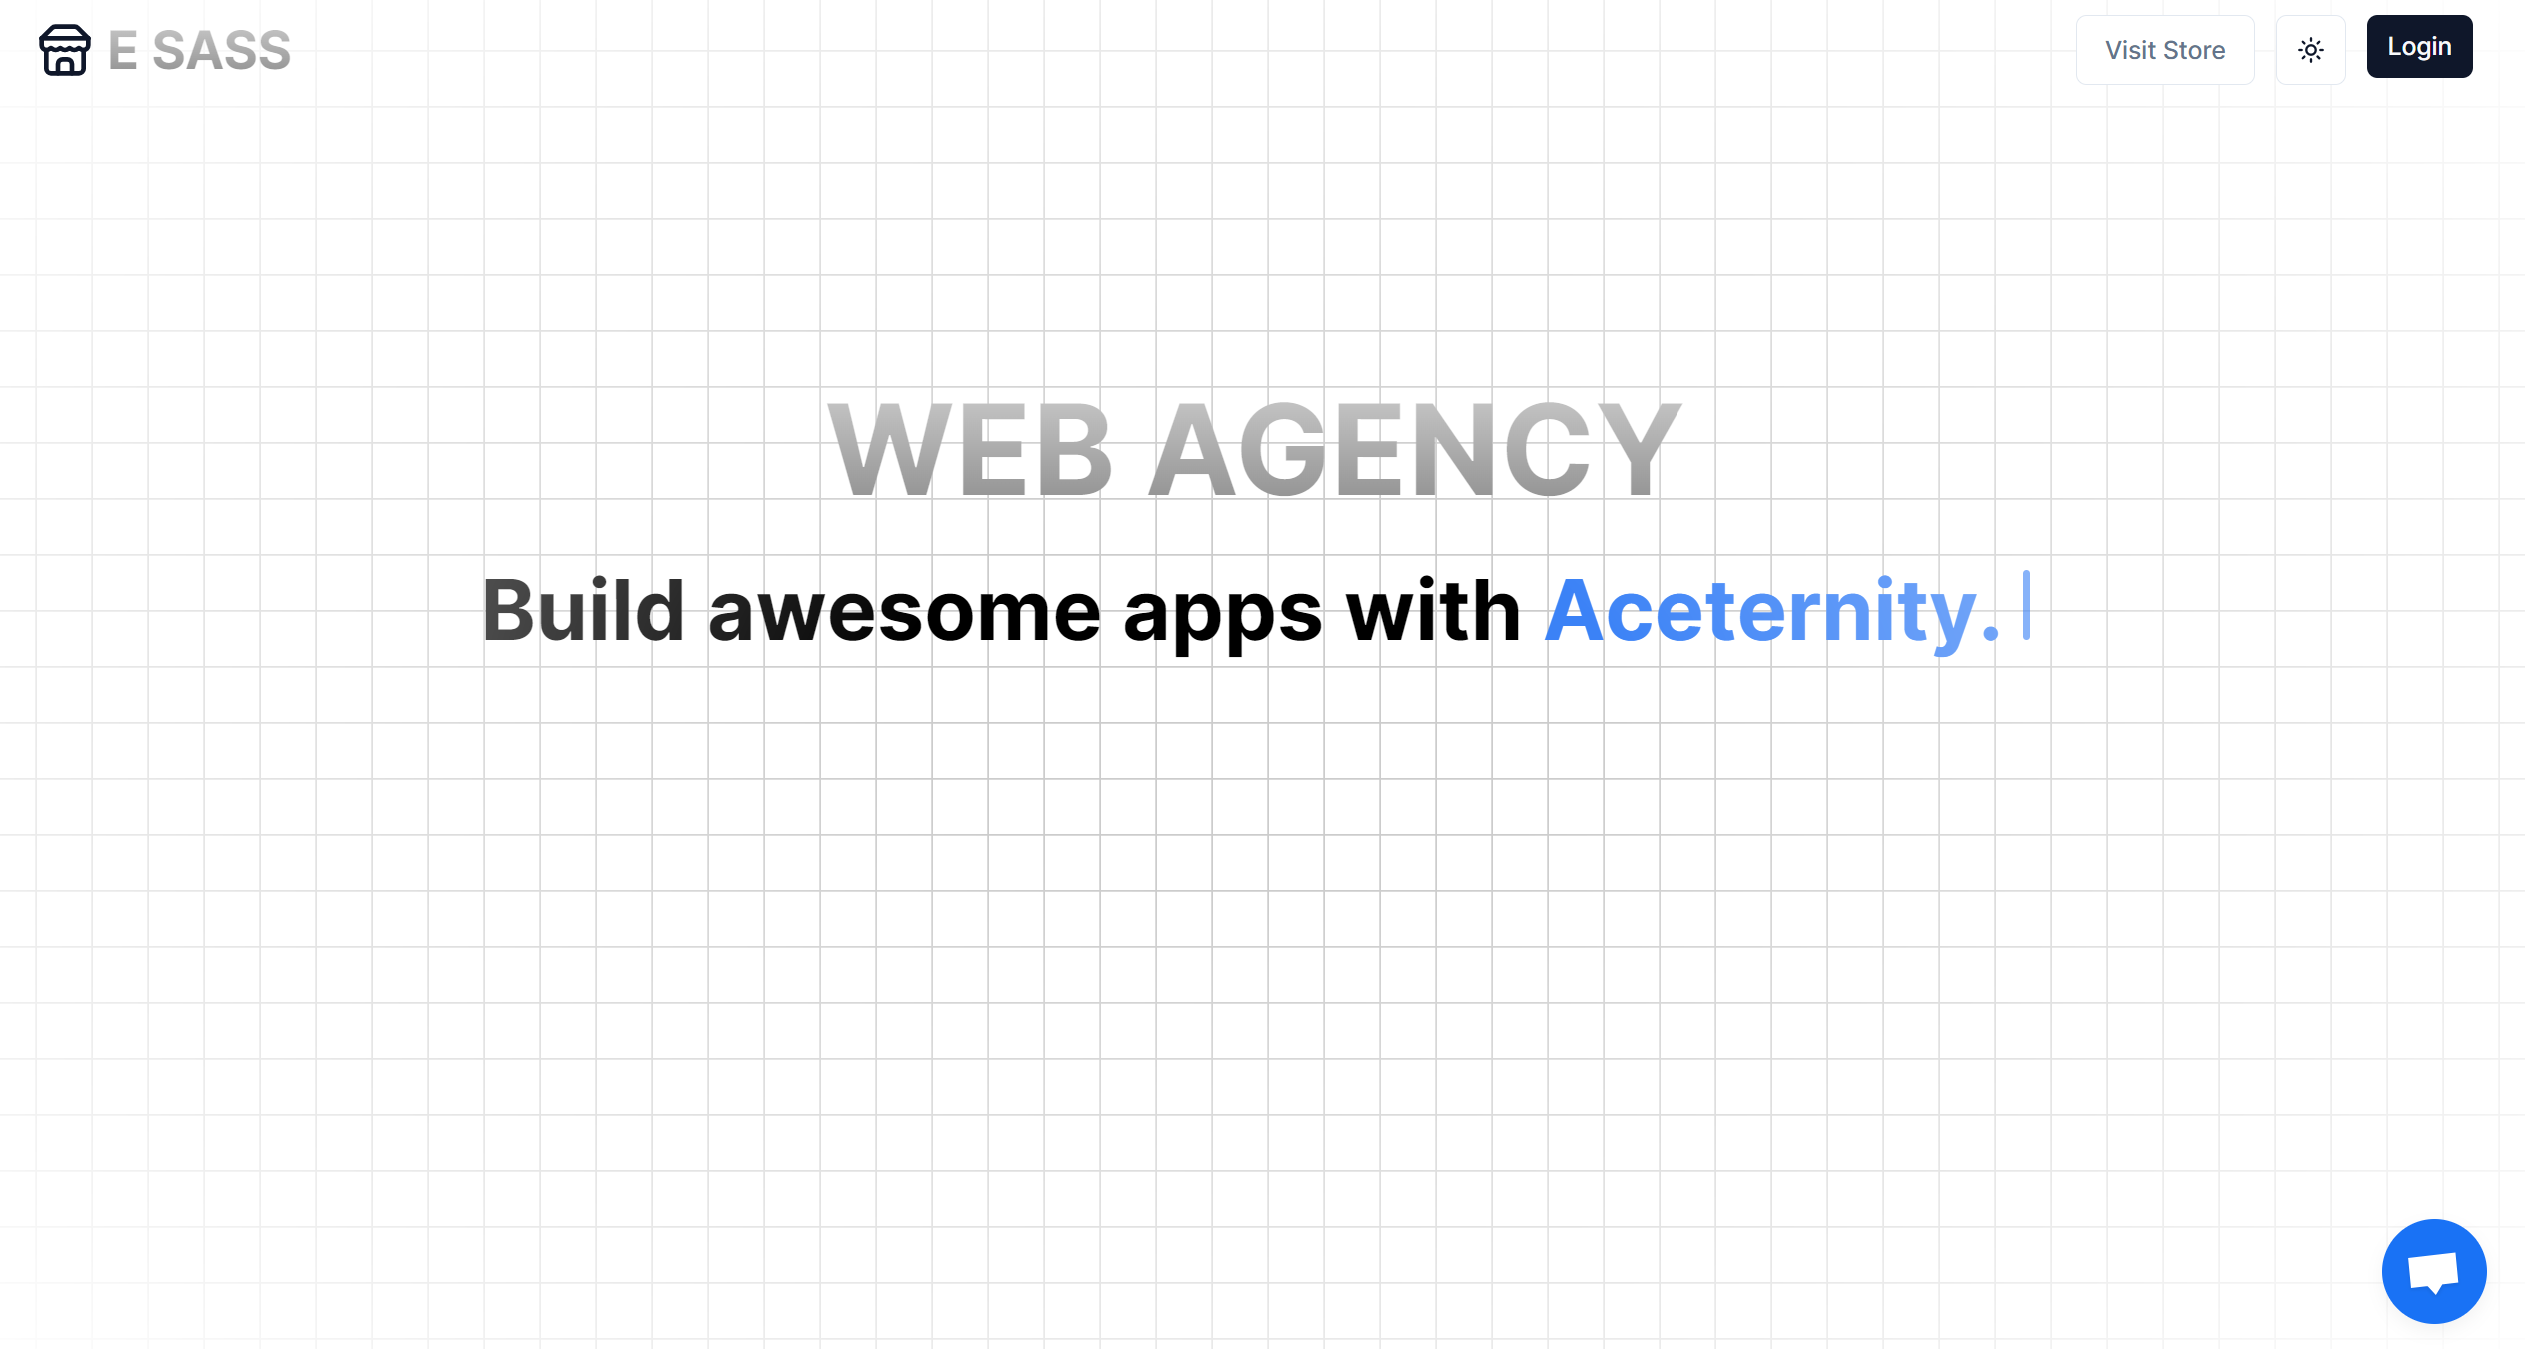 E SASS
Visit Store
Login
WEB AGENCY
Build awesome apps with Aceternity.